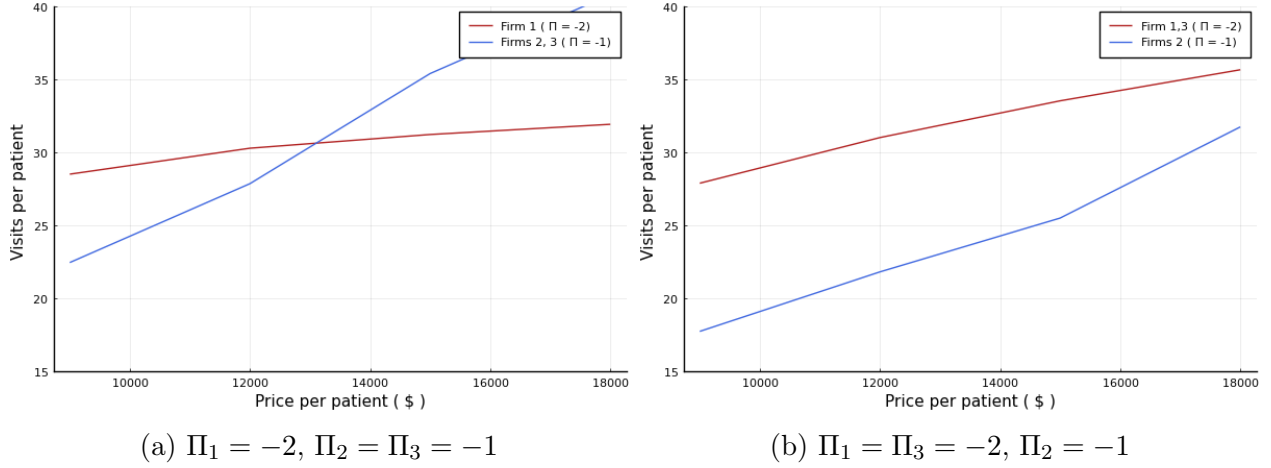 40
35
30
25
20
15
Visits per patient
Firm 1 ( Π = -2)
Firms 2, 3 ( Π = -1)
10000 12000 14000 16000 18000
Price per patient ( $ )
(a) Π₁ = −2, Π₂ = Π₃ = −1
40
35
30
25
20
15
Visits per patient
Firm 1,3 ( Π = -2)
Firms 2 ( Π = -1)
10000 12000 14000 16000 18000
Price per patient ( $ )
(b) Π₁ = Π₃ = −2, Π₂ = −1